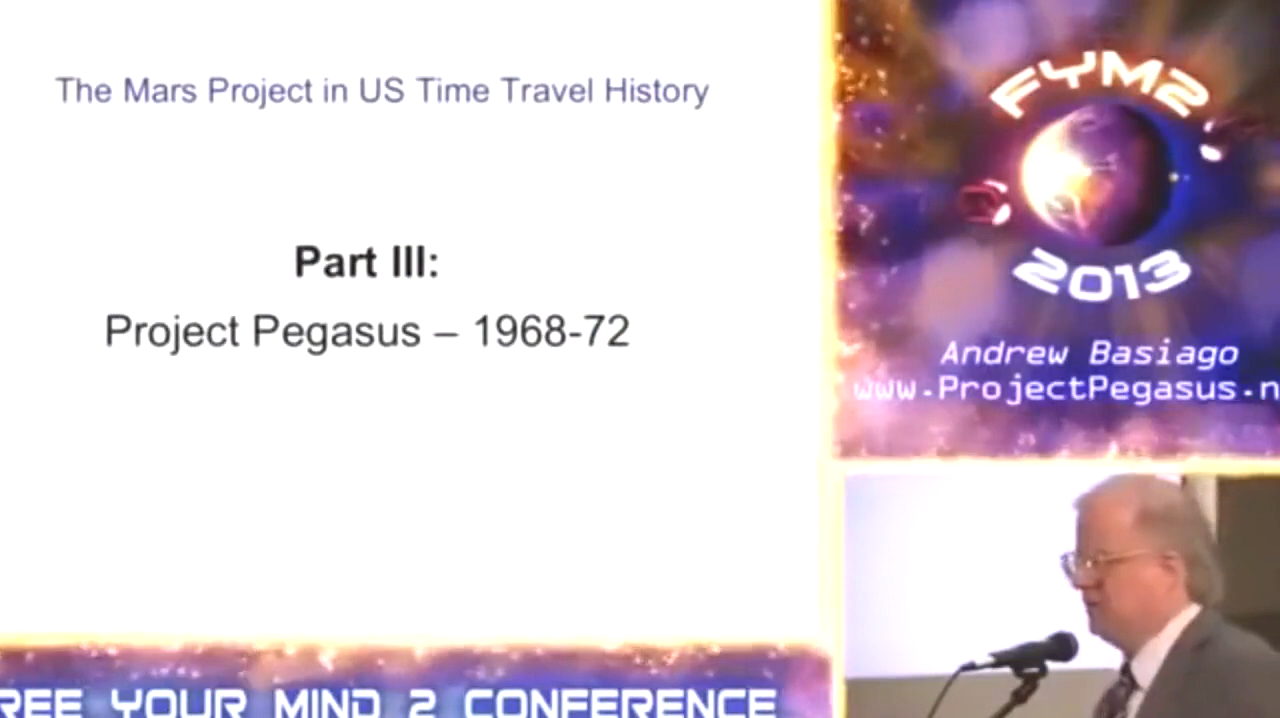 The Mars Project in US Time Travel History
Part III:
Project Pegasus – 1968-72
FYM2
2013
Andrew Basiago
www.ProjectPegasus.n
REE YOUR MIND 2 CONFERENCE